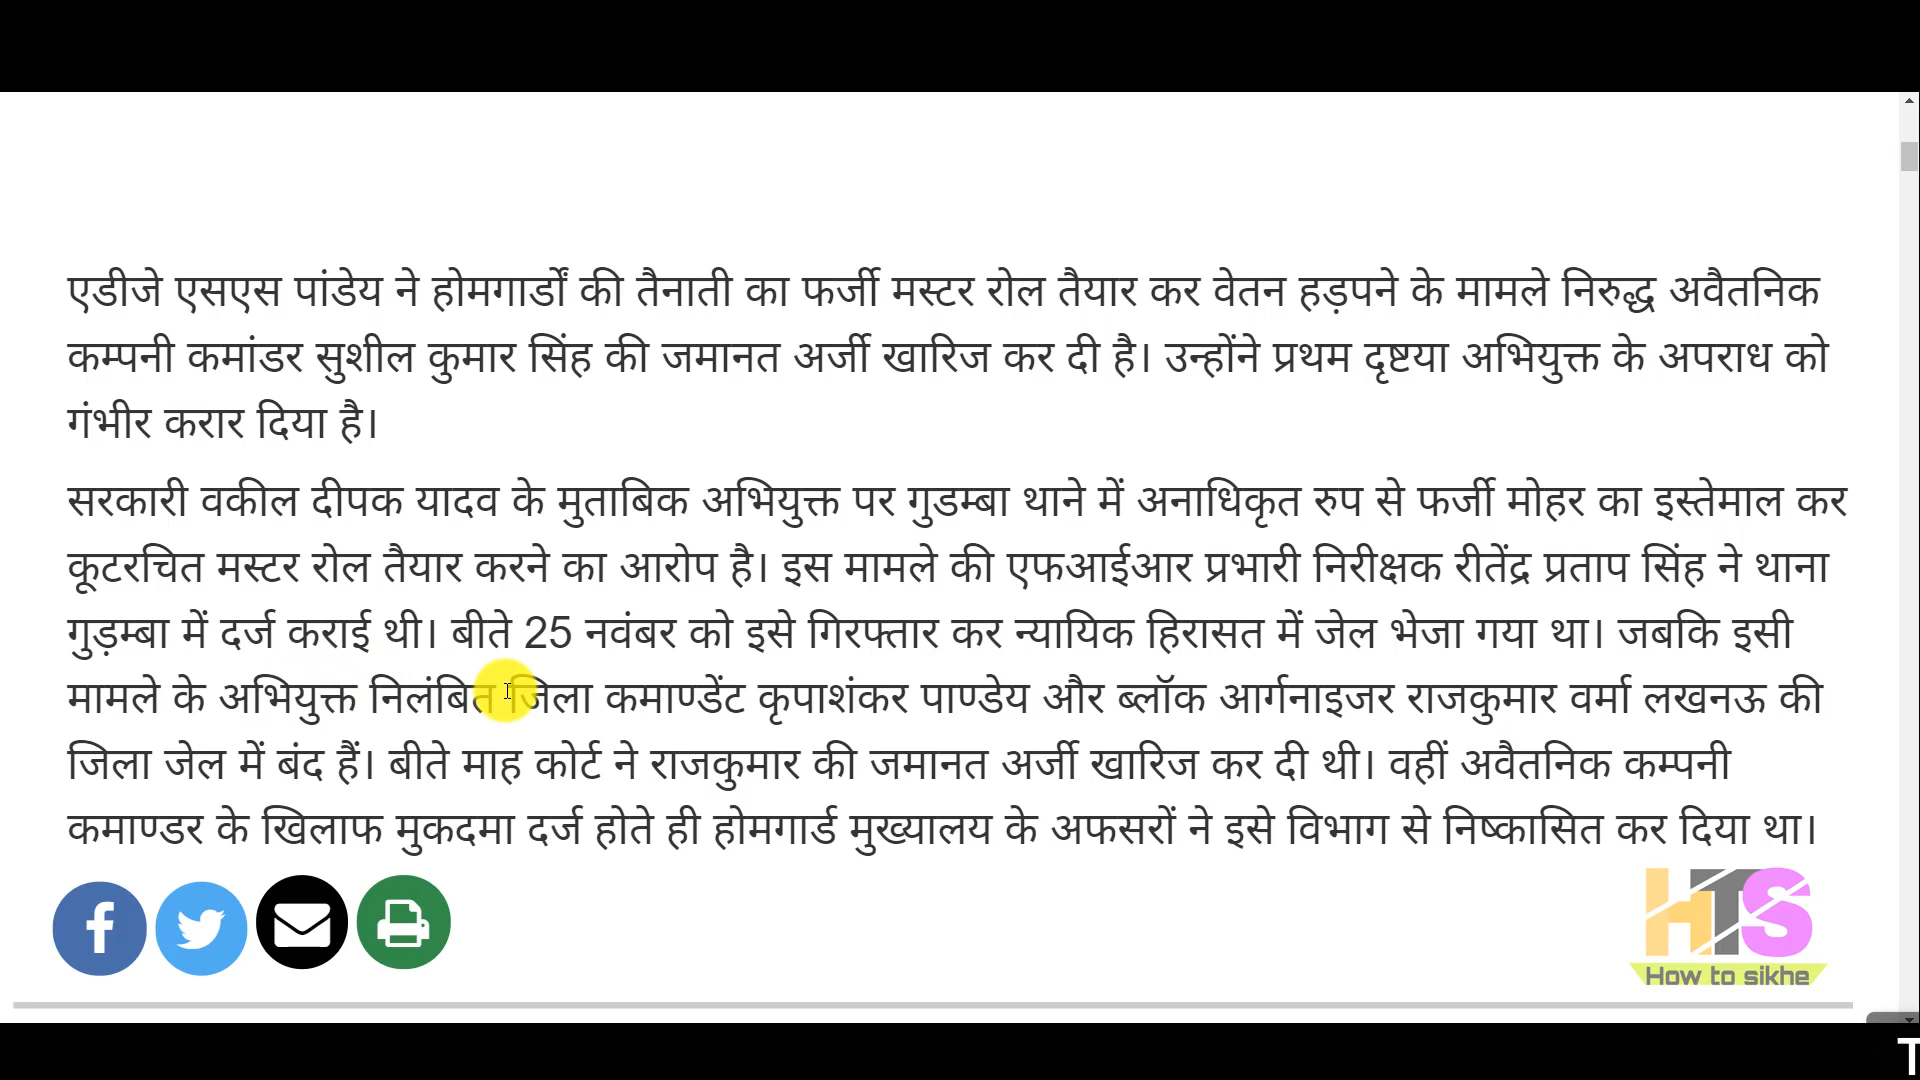 एडीजे एसएस पांडेय ने होमगार्डों की तैनाती का फर्जी मस्टर रोल तैयार कर वेतन हड़पने के मामले निरुद्ध अवैतनिक
कम्पनी कमांडर सुशील कुमार सिंह की जमानत अर्जी खारिज कर दी है। उन्होंने प्रथम दृष्टया अभियुक्त के अपराध को
गंभीर करार दिया है।
सरकारी वकील दीपक यादव के मुताबिक अभियुक्त पर गुडम्बा थाने में अनाधिकृत रुप से फर्जी मोहर का इस्तेमाल कर
कूटरचित मस्टर रोल तैयार करने का आरोप है। इस मामले की एफआईआर प्रभारी निरीक्षक रीतेंद्र प्रताप सिंह ने थाना
गुड़म्बा में दर्ज कराई थी। बीते 25 नवंबर को इसे गिरफ्तार कर न्यायिक हिरासत में जेल भेजा गया था। जबकि इसी
मामले के अभियुक्त निलंबित जिला कमाण्डेंट कृपाशंकर पाण्डेय और ब्लॉक आर्गनाइजर राजकुमार वर्मा लखनऊ की
जिला जेल में बंद हैं। बीते माह कोर्ट ने राजकुमार की जमानत अर्जी खारिज कर दी थी। वहीं अवैतनिक कम्पनी
कमाण्डर के खिलाफ मुकदमा दर्ज होते ही होमगार्ड मुख्यालय के अफसरों ने इसे विभाग से निष्कासित कर दिया था।
HTS
How to sikhe
T